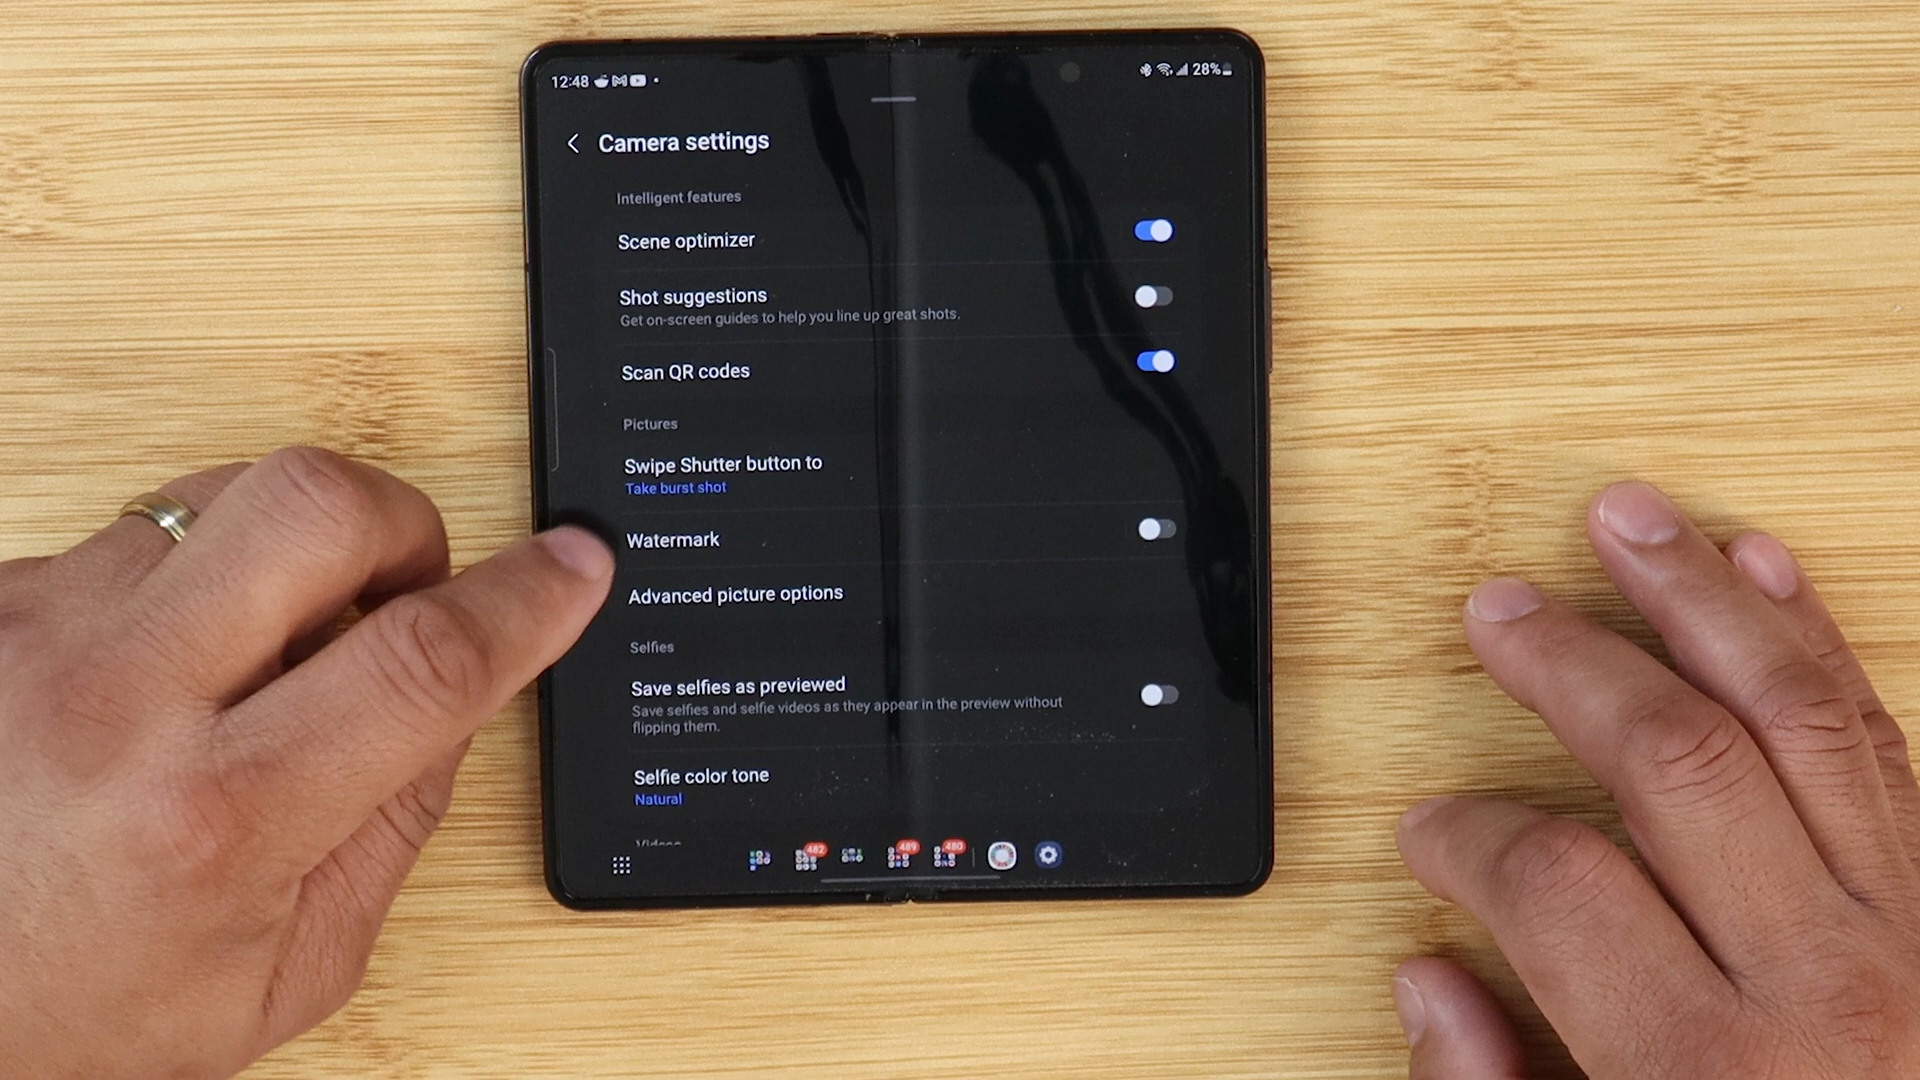 12:48
28%
Camera settings
Intelligent features
Scene optimizer
Shot suggestions
Get on-screen guides to help you line up great shots.
Scan QR codes
Pictures
Swipe Shutter button to
Take burst shot
Watermark
Advanced picture options
Selfies
Save selfies as previewed
Save selfies and selfie videos as they appear in the preview without
flipping them.
Selfie color tone
Natural
482
489
480